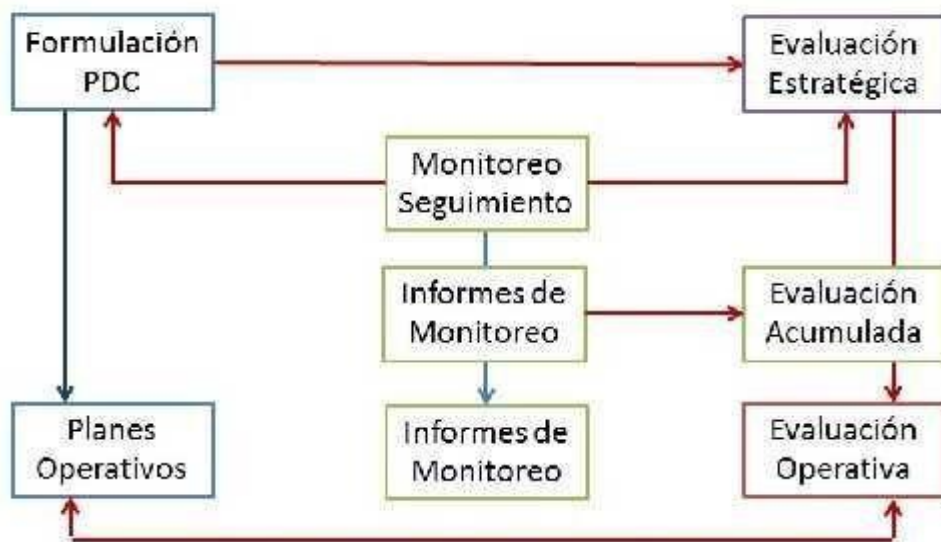 Formulación
PDC
Evaluación
Estratégica
Monitoreo
Seguimiento
Informes de
Monitoreo
Evaluación
Acumulada
Planes
Operativos
Informes de
Monitoreo
Evaluación
Operativa